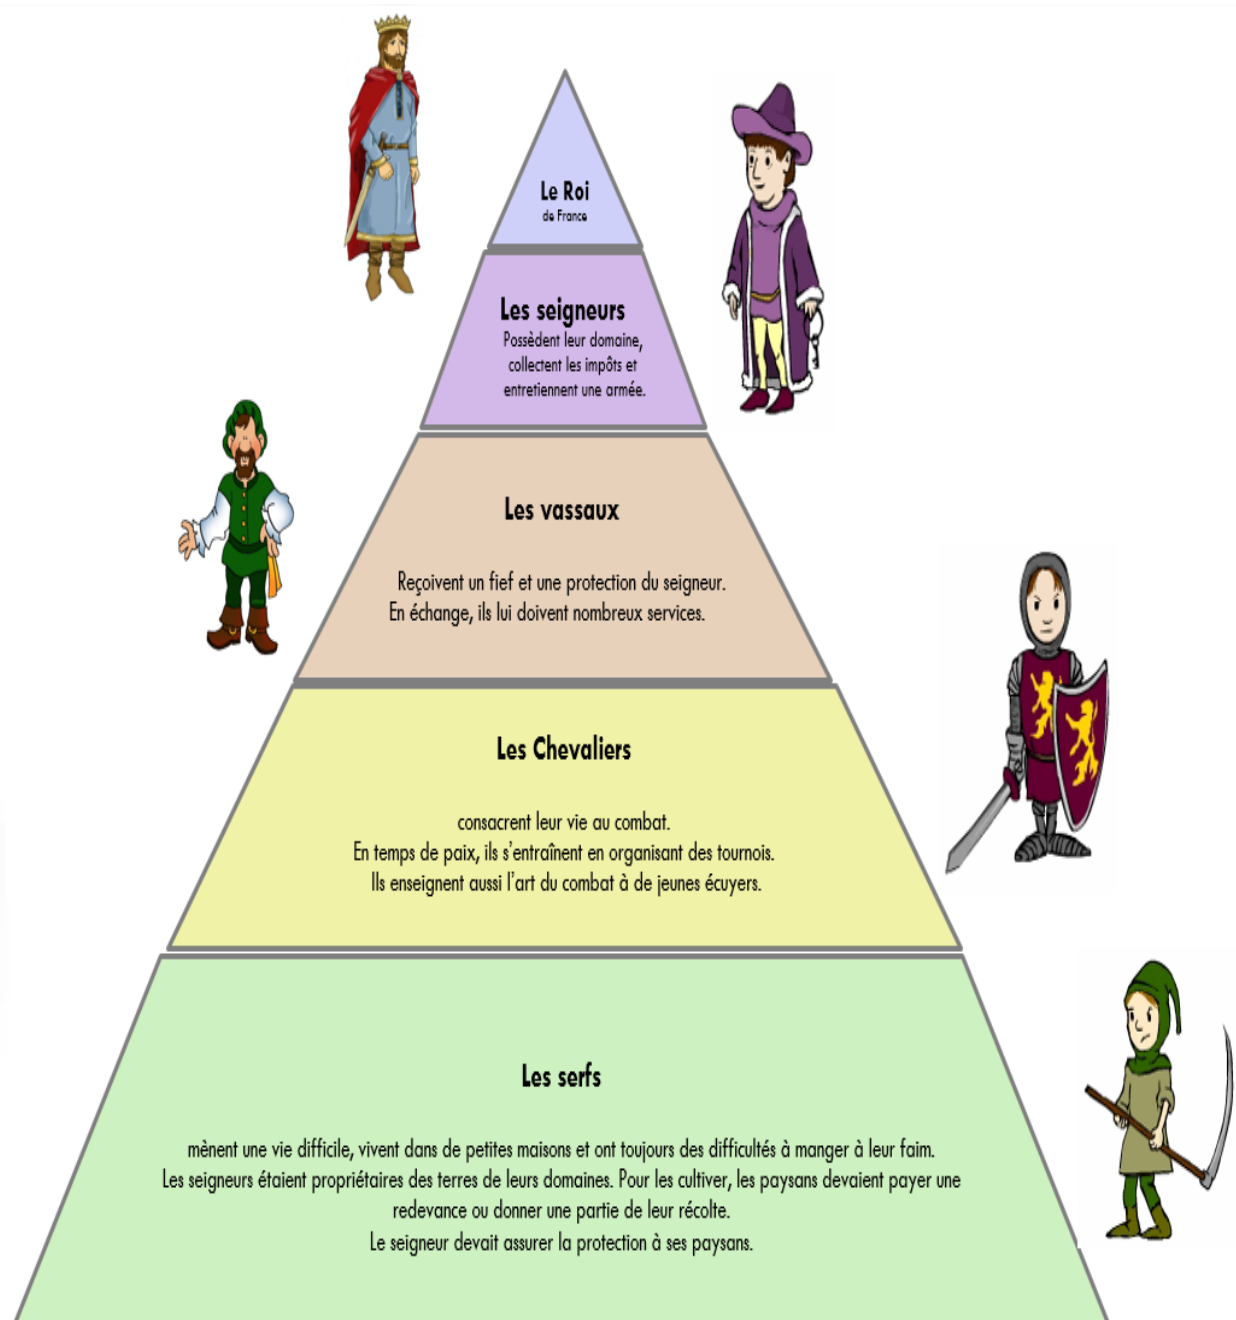 Le Roi
de France
Les seigneurs
Possèdent leur domaine,
collectent les impôts et
entretiennent une armée.
Les vassaux
Reçoivent un fief et une protection du seigneur.
En échange, ils lui doivent nombreux services.
Les Chevaliers
consacrent leur vie au combat.
En temps de paix, ils s'entraînent en organisant des tournois.
Ils enseignent aussi l'art du combat à de jeunes écuyers.
Les serfs
mènent une vie difficile, vivent dans de petites maisons et ont toujours des difficultés à manger à leur faim.
Les seigneurs étaient propriétaires des terres de leurs domaines. Pour les cultiver, les paysans devaient payer une
redevance ou donner une partie de leur récolte.
Le seigneur devait assurer la protection à ses paysans.